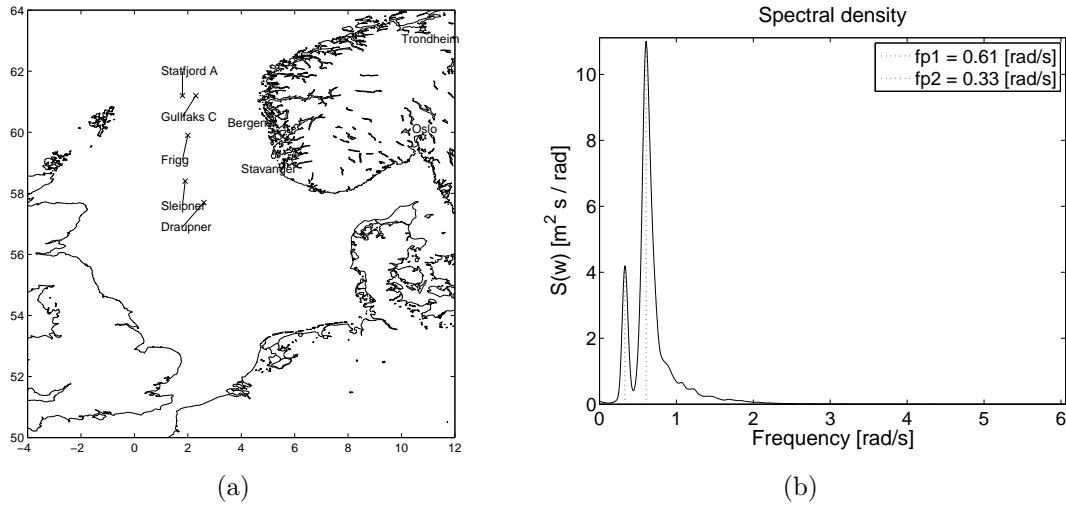 64
62
60
58
56
54
52
50
−4 −2 0 2 4 6 8 10 12
Trondheim
Statfjord A
Gullfaks C
Bergen
Oslo
Frigg
Stavanger
Sleipner
Draupner
(a)
Spectral density
fp1 = 0.61 [rad/s]
fp2 = 0.33 [rad/s]
S(w) [m² s / rad]
10
8
6
4
2
0
0 1 2 3 4 5 6
Frequency [rad/s]
(b)